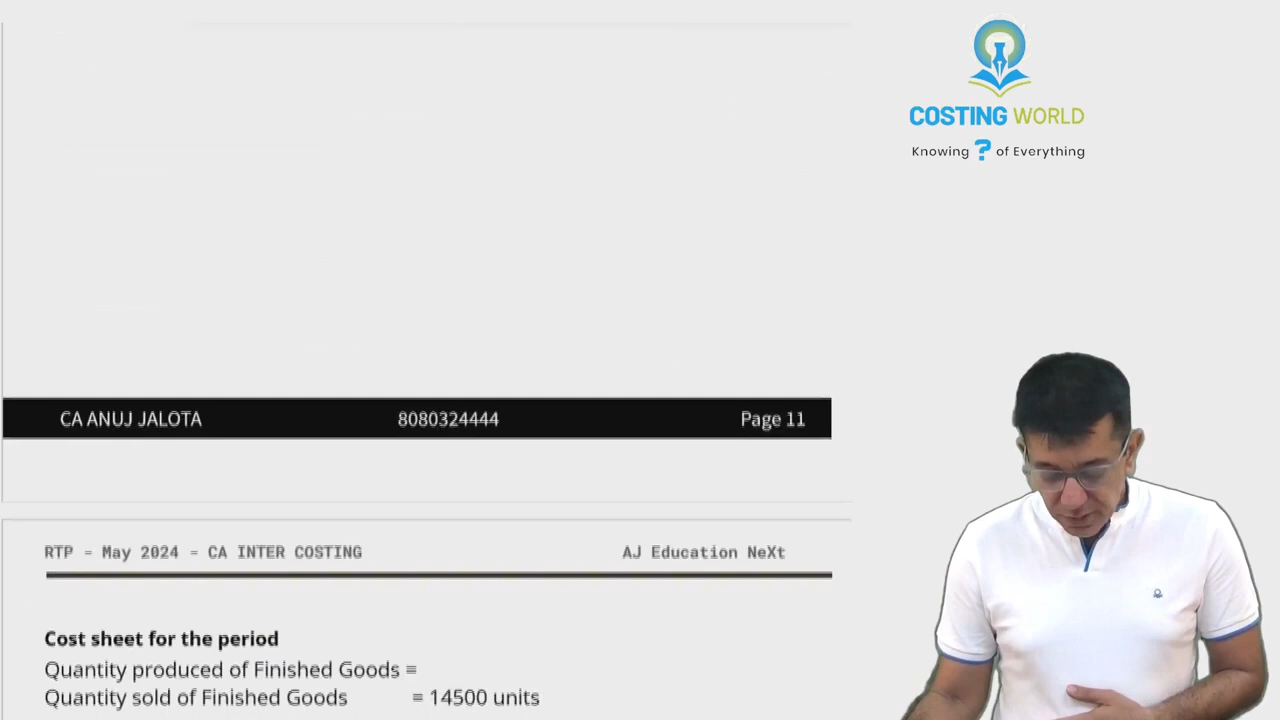 COSTING WORLD
Knowing ? of Everything
CA ANUJ JALOTA 8080324444 Page 11
RTP - May 2024 - CA INTER COSTING AJ Education NeXt
Cost sheet for the period
Quantity produced of Finished Goods =
Quantity sold of Finished Goods = 14500 units